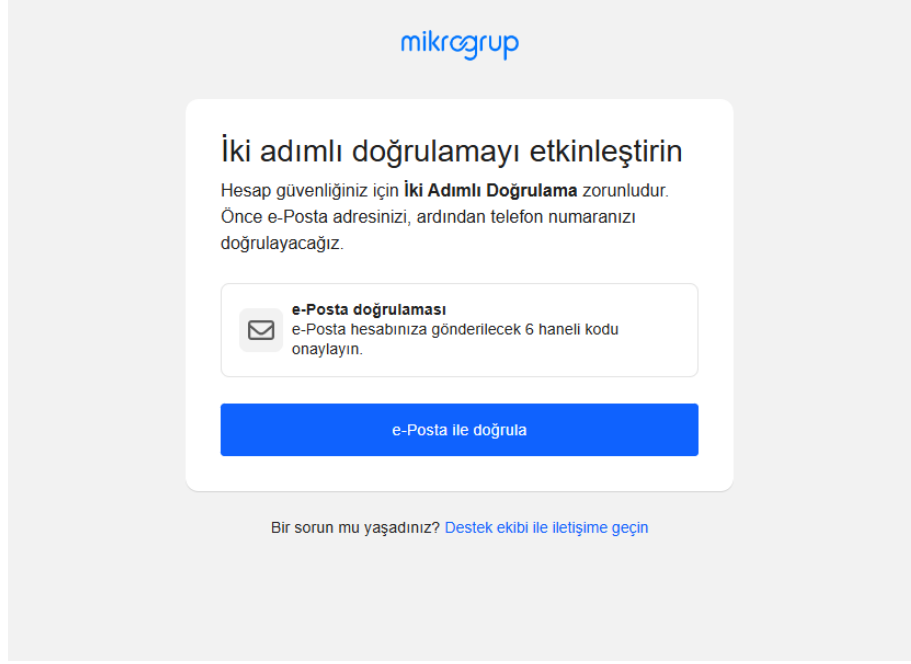 mikrogrup
İki adımlı doğrulamayı etkinleştirin
Hesap güvenliğiniz için İki Adımlı Doğrulama zorunludur.
Önce e-Posta adresinizi, ardından telefon numaranızı
doğrulayacağız.
e-Posta doğrulaması
e-Posta hesabınıza gönderilecek 6 haneli kodu
onaylayın.
e-Posta ile doğrula
Bir sorun mu yaşadınız? Destek ekibi ile iletişime geçin